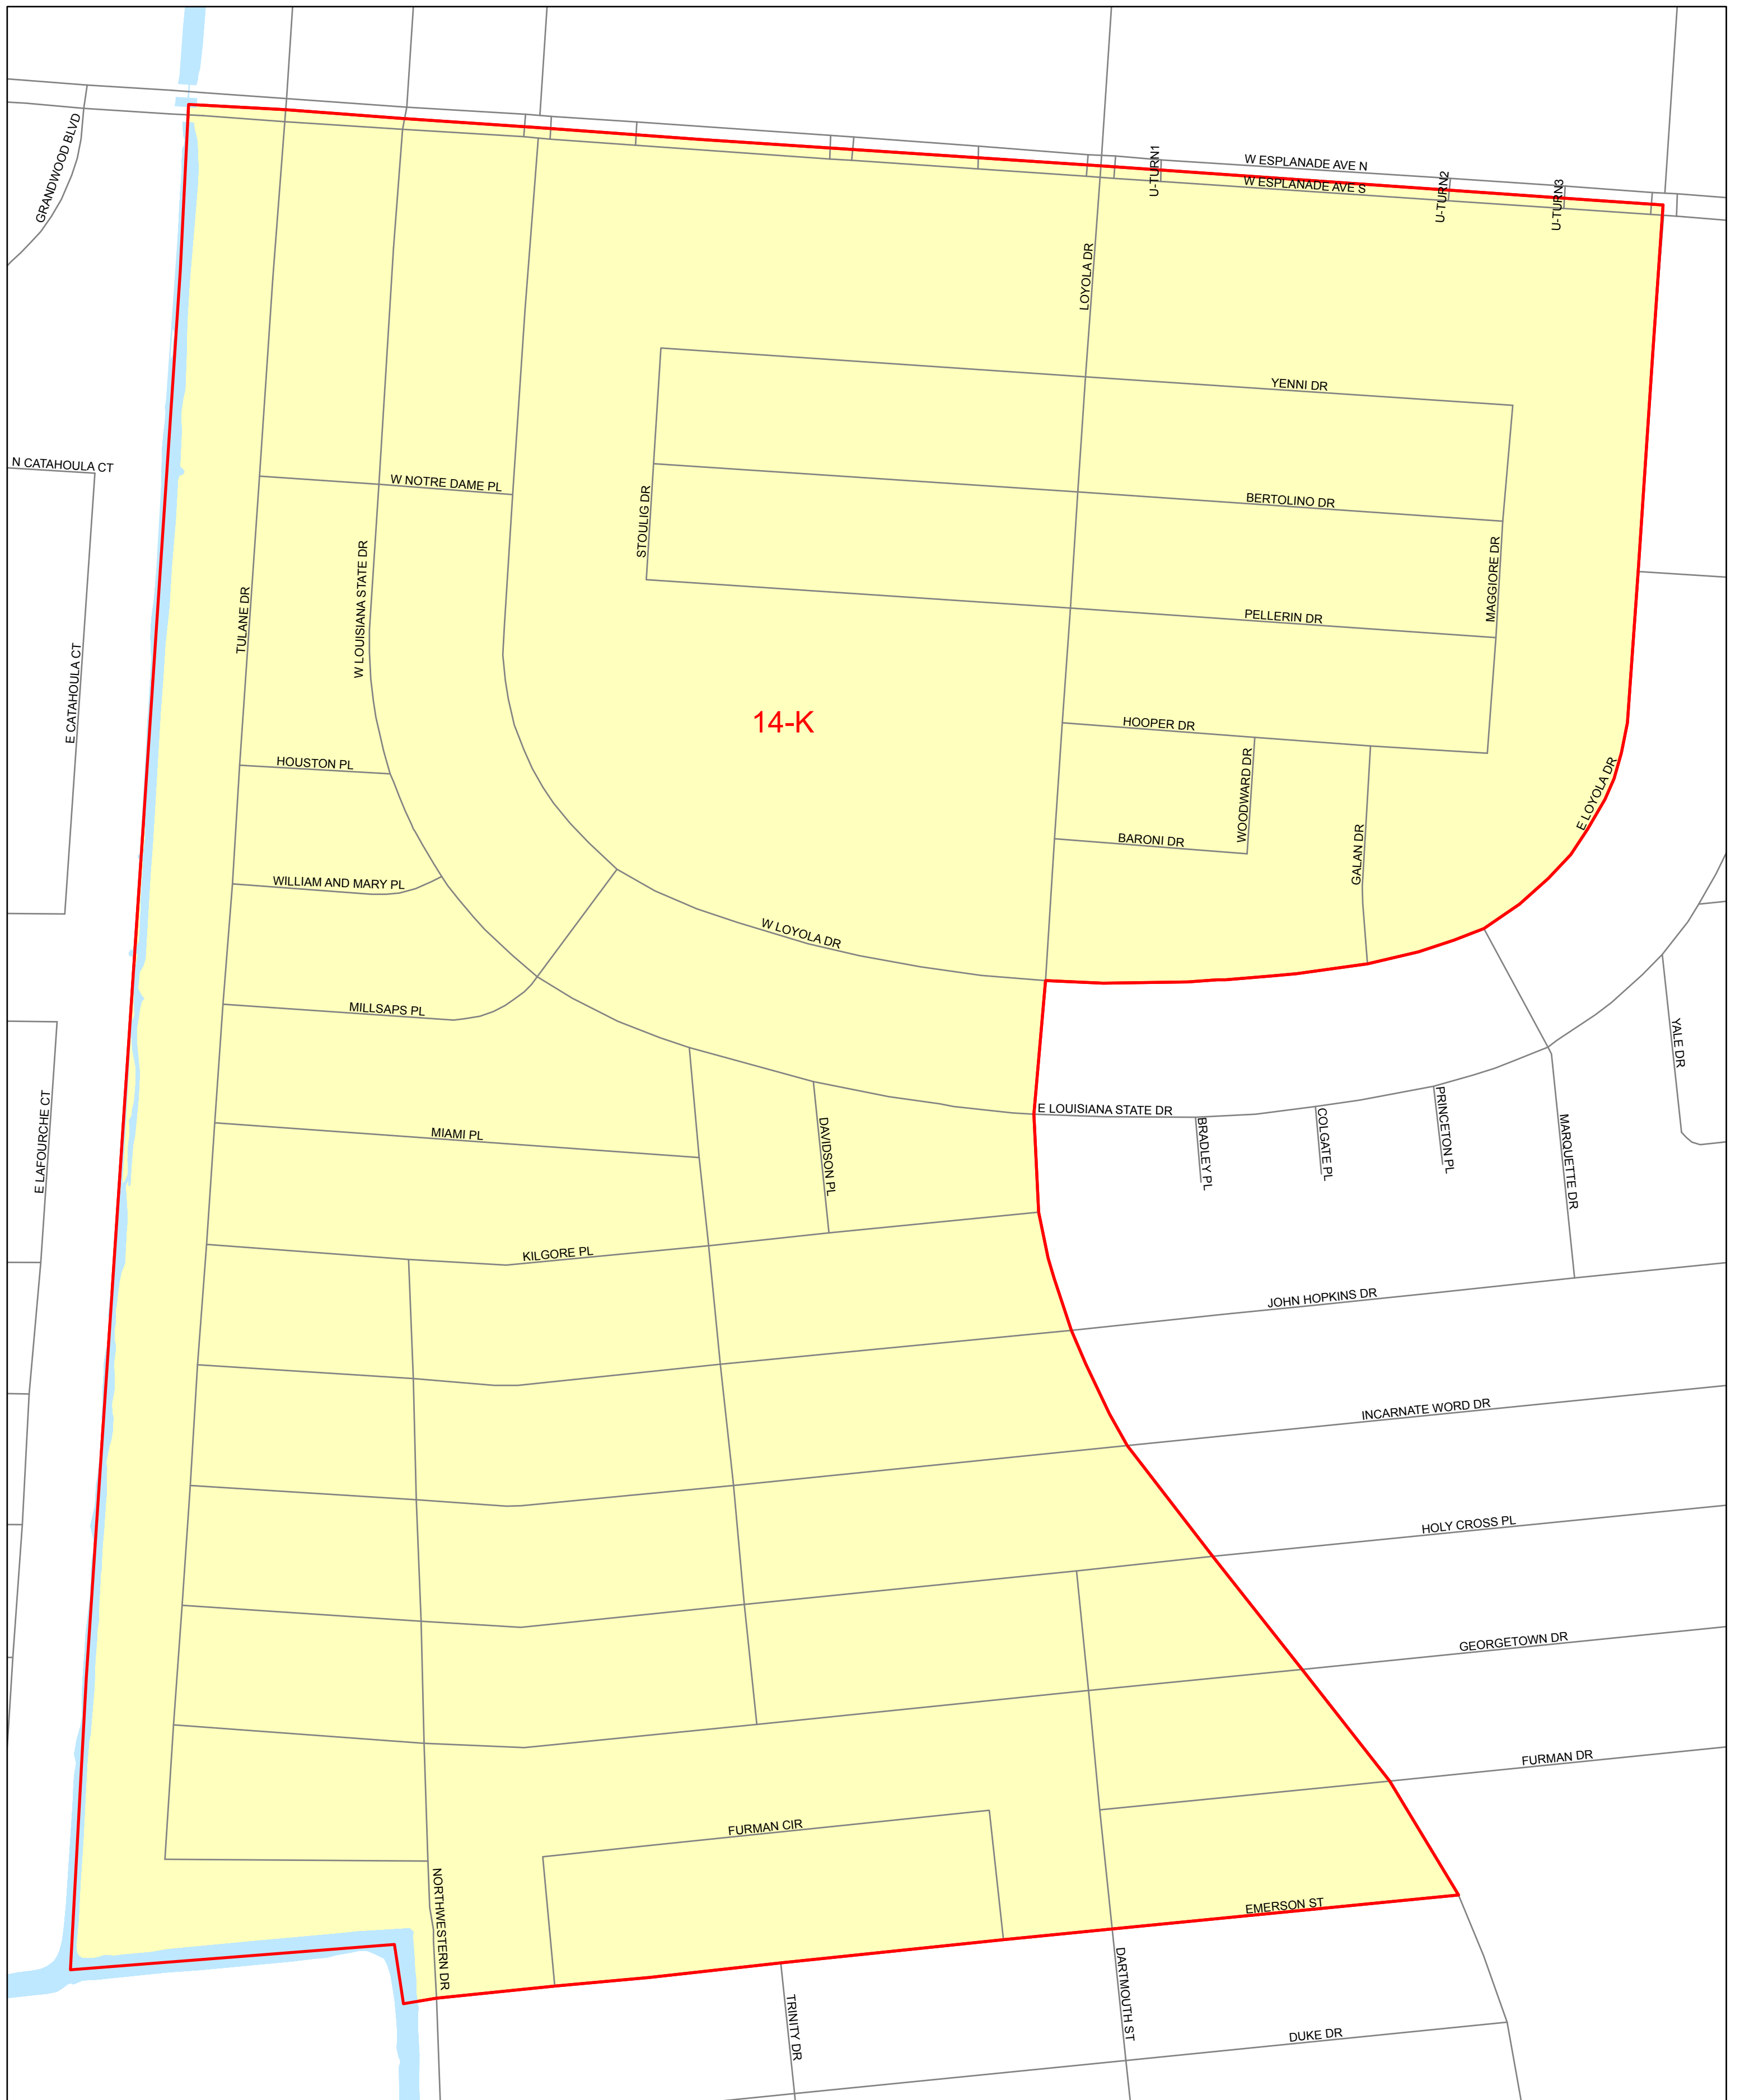 GRANDWOOD BLVD
U-TURN1
W ESPLANADE AVE N
W ESPLANADE AVE S
U-TURN2
U-TURN3
LOYOLA DR
YENNI DR
N CATAHOULA CT
W NOTRE DAME PL
STOULIG DR
BERTOLINO DR
W LOUISIANA STATE DR
MAGGIORE DR
TULANE DR
PELLERIN DR
E CATAHOULA CT
14-K
HOOPER DR
HOUSTON PL
WOODWARD DR
E LOYOLA DR
BARONI DR
GALAN DR
WILLIAM AND MARY PL
W LOYOLA DR
MILLSAPS PL
YALE DR
E LAFOURCHE CT
E LOUISIANA STATE DR
MIAMI PL
DAVIDSON PL
BRADLEY PL
COLGATE PL
PRINCETON PL
MARQUETTE DR
KILGORE PL
JOHN HOPKINS DR
INCARNATE WORD DR
HOLY CROSS PL
GEORGETOWN DR
FURMAN DR
FURMAN CIR
NORTHWESTERN DR
EMERSON ST
DARTMOUTH ST
TRINITY DR
DUKE DR